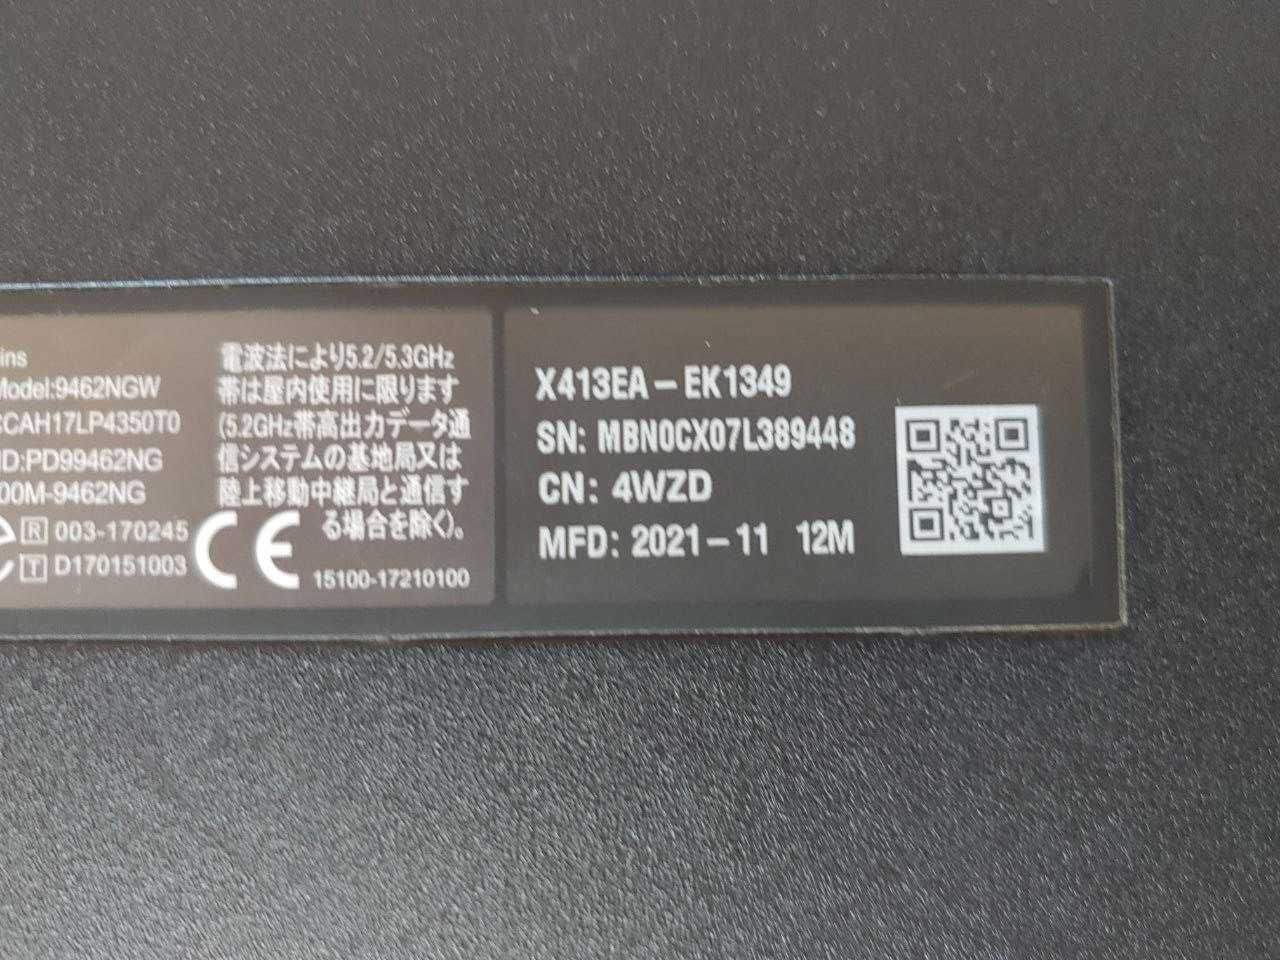 ins
Model:9462NGW
CCAH17LP4350T0
ID:PD99462NG
00M-9462NG
R 003-170245
T D170151003
電波法により5.2/5.3GHz
帯は屋内使用に限ります
(5.2GHz帯高出力データ通
信システムの基地局又は
陸上移動中継局と通信す
る場合を除く)。
CE
15100-17210100
X413EA-EK1349
SN: MBN0CX07L389448
CN: 4WZD
MFD: 2021-11 12M